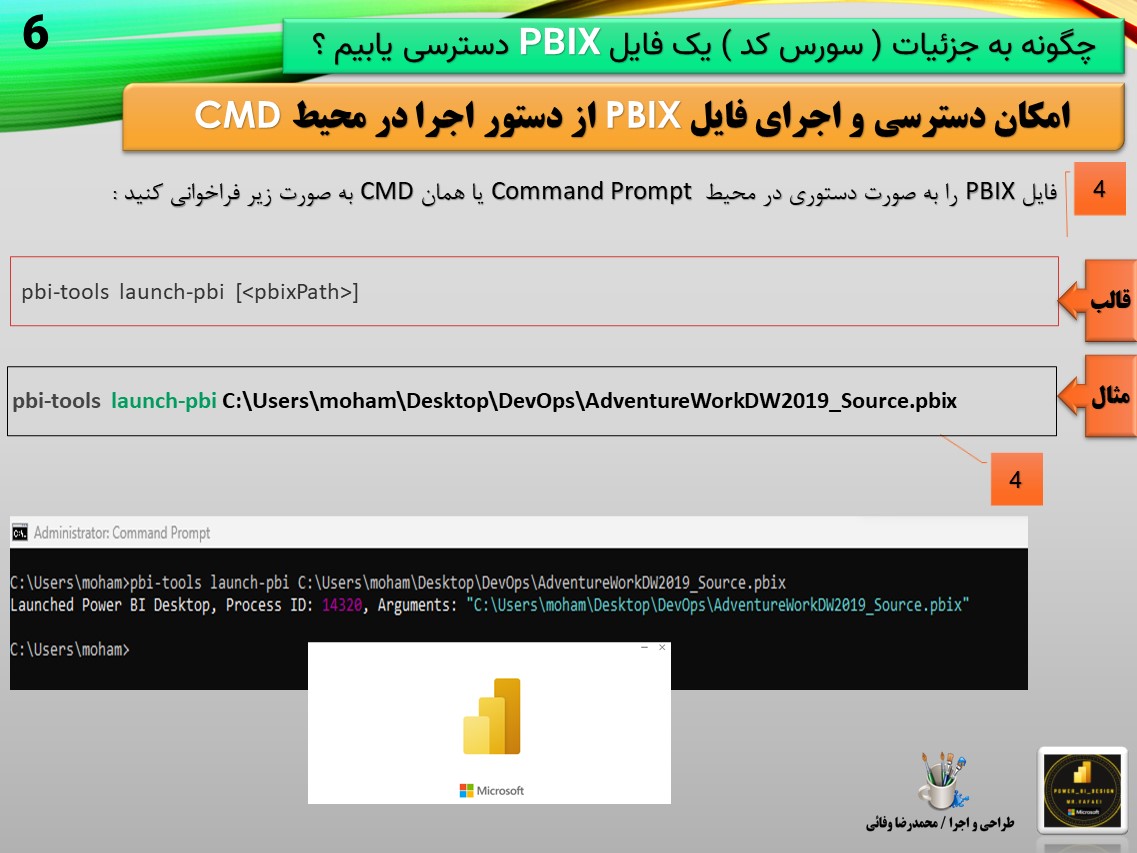 6
چگونه به جزئیات ( سورس کد ) یک فایل PBIX دسترسی یابیم ؟
امکان دسترسی و اجرای فایل PBIX از دستور اجرا در محیط CMD
4
فایل PBIX را به صورت دستوری در محیط Command Prompt یا همان CMD به صورت زیر فراخوانی کنید :
قالب
pbi-tools launch-pbi [<pbixPath>]
مثال
pbi-tools launch-pbi C:\Users\moham\Desktop\DevOps\AdventureWorkDW2019_Source.pbix
4
Administrator: Command Prompt
C:\Users\moham>pbi-tools launch-pbi C:\Users\moham\Desktop\DevOps\AdventureWorkDW2019_Source.pbix
Launched Power BI Desktop, Process ID: 14320, Arguments: "C:\Users\moham\Desktop\DevOps\AdventureWorkDW2019_Source.pbix"
C:\Users\moham>
Microsoft
طراحی و اجرا / محمدرضا وفائی
POWER_BI_DESIGN
MR.VAFAEI
Microsoft